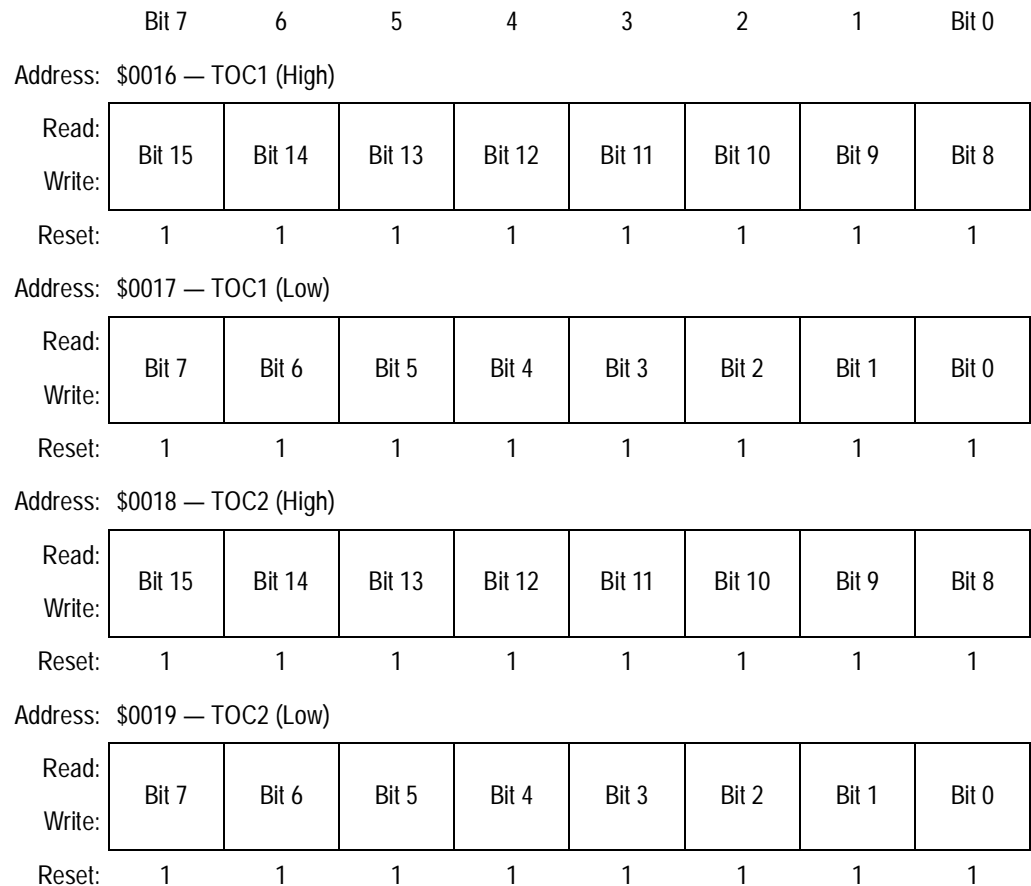 Bit 7 6 5 4 3 2 1 Bit 0
Address: $0016 — TOC1 (High)
Read:
Bit 15 Bit 14 Bit 13 Bit 12 Bit 11 Bit 10 Bit 9 Bit 8
Write:
Reset: 1 1 1 1 1 1 1 1
Address: $0017 — TOC1 (Low)
Read:
Bit 7 Bit 6 Bit 5 Bit 4 Bit 3 Bit 2 Bit 1 Bit 0
Write:
Reset: 1 1 1 1 1 1 1 1
Address: $0018 — TOC2 (High)
Read:
Bit 15 Bit 14 Bit 13 Bit 12 Bit 11 Bit 10 Bit 9 Bit 8
Write:
Reset: 1 1 1 1 1 1 1 1
Address: $0019 — TOC2 (Low)
Read:
Bit 7 Bit 6 Bit 5 Bit 4 Bit 3 Bit 2 Bit 1 Bit 0
Write:
Reset: 1 1 1 1 1 1 1 1